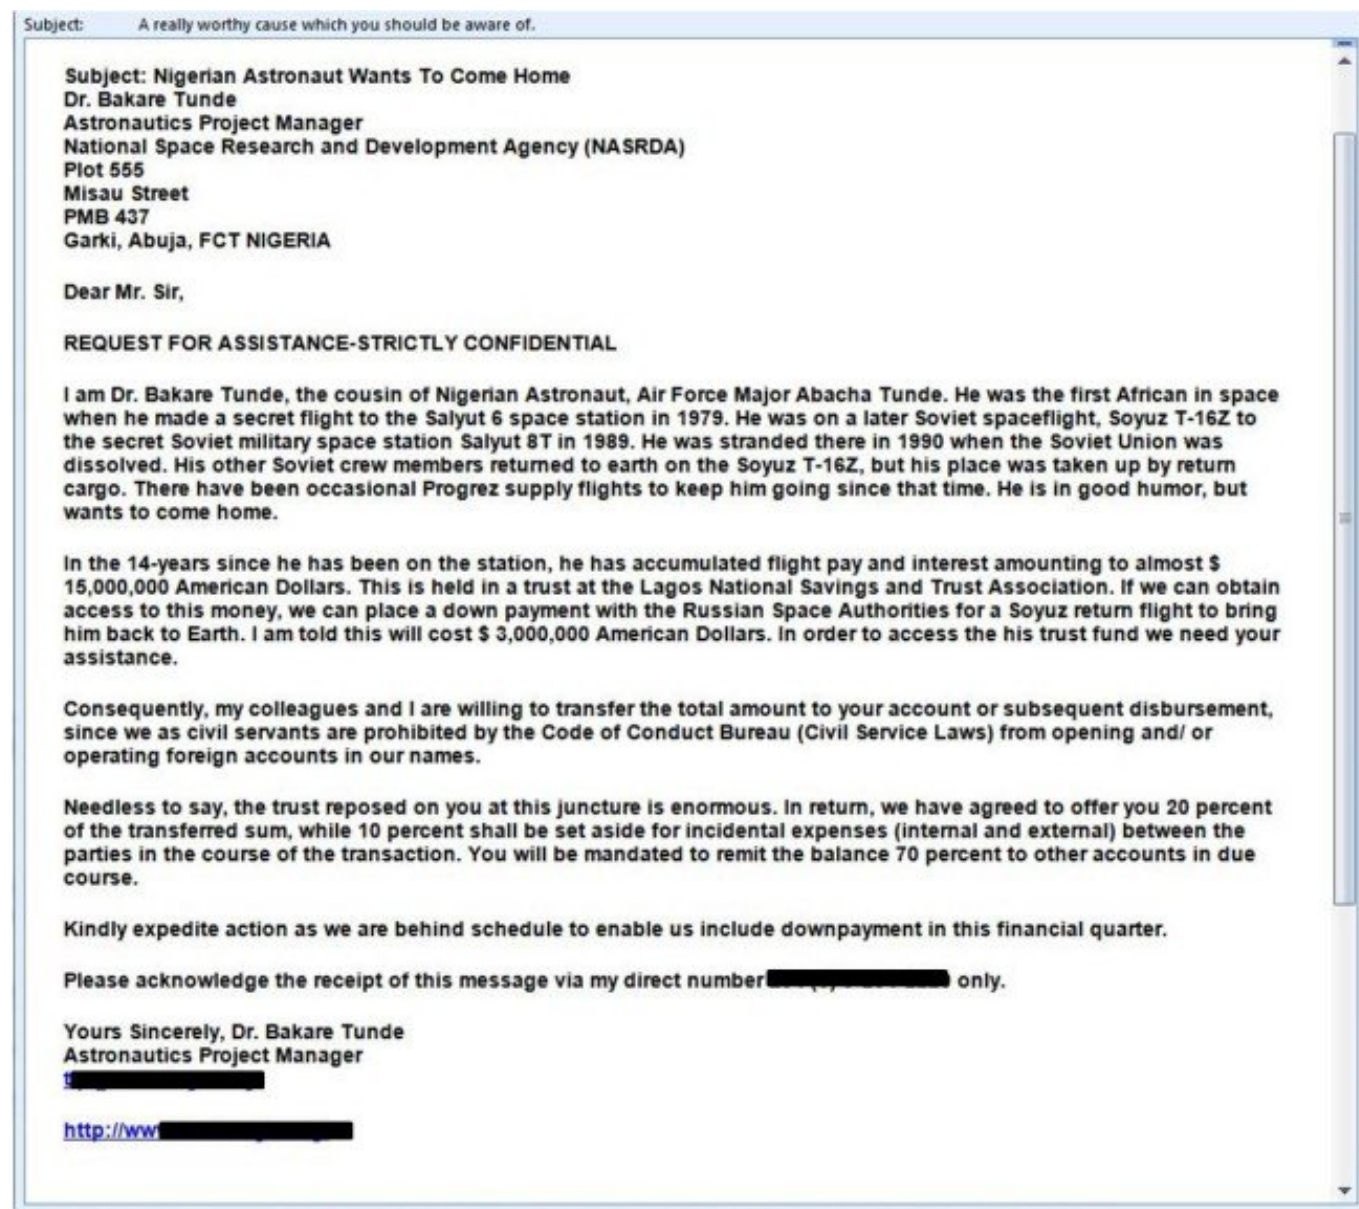 Subject: A really worthy cause which you should be aware of.
Subject: Nigerian Astronaut Wants To Come Home
Dr. Bakare Tunde
Astronautics Project Manager
National Space Research and Development Agency (NASRDA)
Plot 555
Misau Street
PMB 437
Garki, Abuja, FCT NIGERIA
Dear Mr. Sir,
REQUEST FOR ASSISTANCE-STRICTLY CONFIDENTIAL
I am Dr. Bakare Tunde, the cousin of Nigerian Astronaut, Air Force Major Abacha Tunde. He was the first African in space
when he made a secret flight to the Salyut 6 space station in 1979. He was on a later Soviet spaceflight, Soyuz T-16Z to
the secret Soviet military space station Salyut 8T in 1989. He was stranded there in 1990 when the Soviet Union was
dissolved. His other Soviet crew members returned to earth on the Soyuz T-16Z, but his place was taken up by return
cargo. There have been occasional Progrez supply flights to keep him going since that time. He is in good humor, but
wants to come home.
In the 14-years since he has been on the station, he has accumulated flight pay and interest amounting to almost $
15,000,000 American Dollars. This is held in a trust at the Lagos National Savings and Trust Association. If we can obtain
access to this money, we can place a down payment with the Russian Space Authorities for a Soyuz return flight to bring
him back to Earth. I am told this will cost $ 3,000,000 American Dollars. In order to access the his trust fund we need your
assistance.
Consequently, my colleagues and I are willing to transfer the total amount to your account or subsequent disbursement,
since we as civil servants are prohibited by the Code of Conduct Bureau (Civil Service Laws) from opening and/ or
operating foreign accounts in our names.
Needless to say, the trust reposed on you at this juncture is enormous. In return, we have agreed to offer you 20 percent
of the transferred sum, while 10 percent shall be set aside for incidental expenses (internal and external) between the
parties in the course of the transaction. You will be mandated to remit the balance 70 percent to other accounts in due
course.
Kindly expedite action as we are behind schedule to enable us include downpayment in this financial quarter.
Please acknowledge the receipt of this message via my direct number only.
Yours Sincerely, Dr. Bakare Tunde
Astronautics Project Manager
http://ww